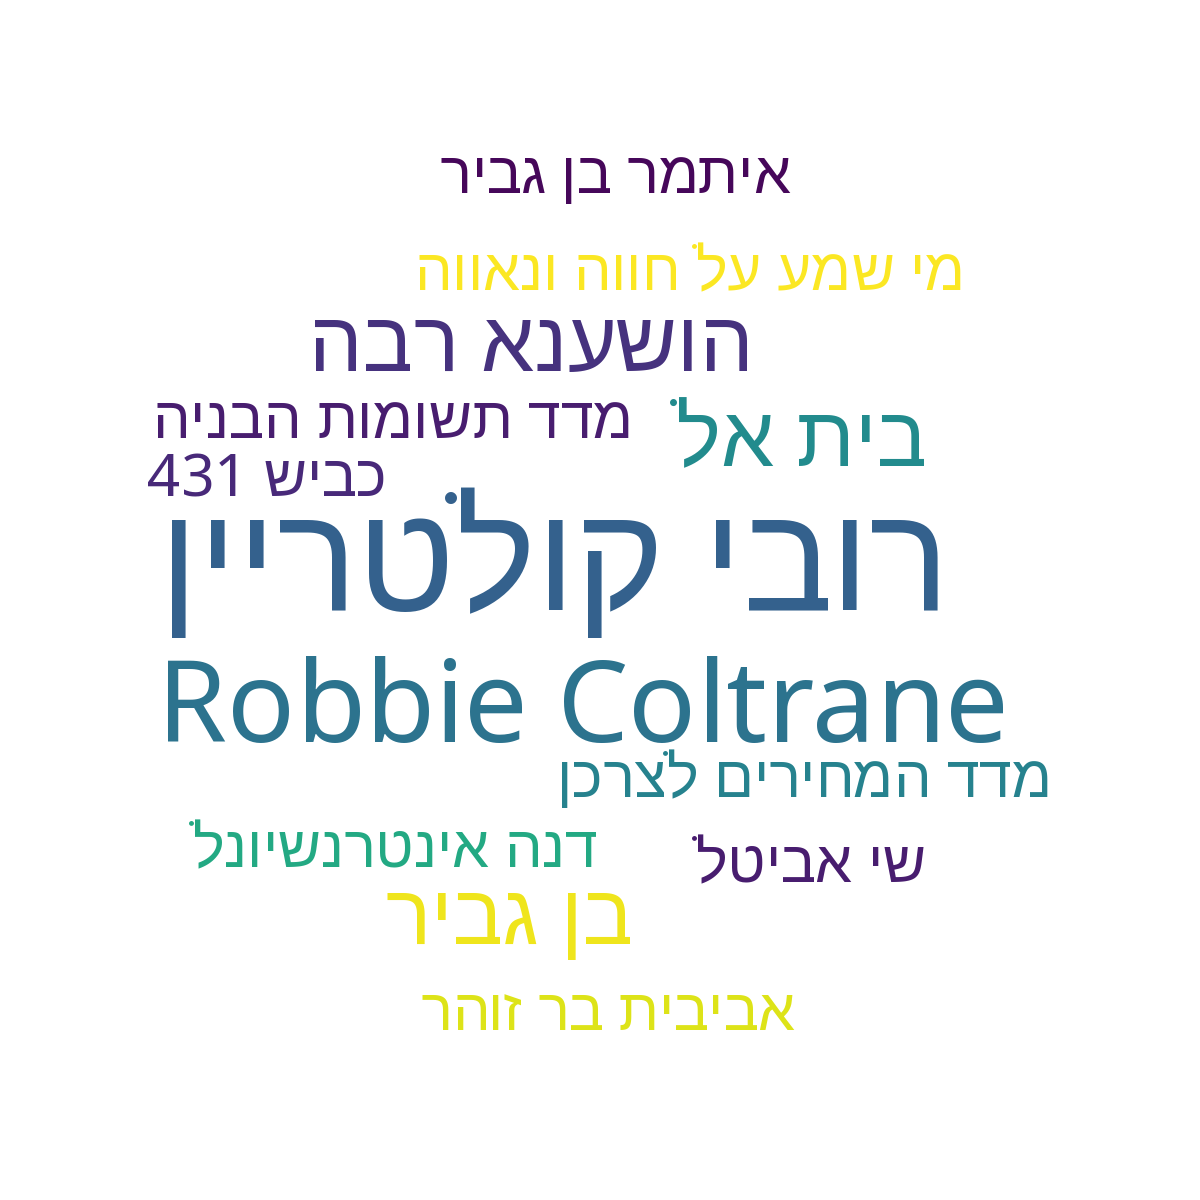 איתמר בן גביר
מי שמע על חווה ונאווה
הושענא רבה
מדד תשומות הבניה
בית אל
כביש 431
רובי קולטריין
Robbie Coltrane
מדד המחירים לצרכן
דנה אינטרנשיונל
שי אביטל
בן גביר
אביבית בר זוהר